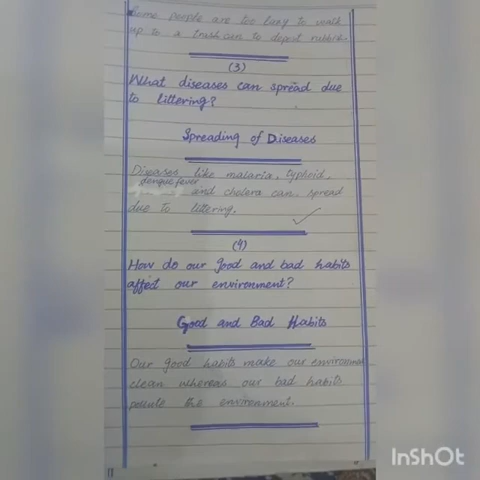 Some people are too lazy to walk
up to a trash can to depost rubbish.
(3)
What diseases can spread due
to littering?
Spreading of Diseases
Diseases like malaria, typhoid,
dengue fever
and cholera can spread
due to littering.
(4)
How do our good and bad habits
affect our environment?
Good and Bad Habits
Our good habits make our environment
clean whereas our bad habits
polute the environment.
InShOt